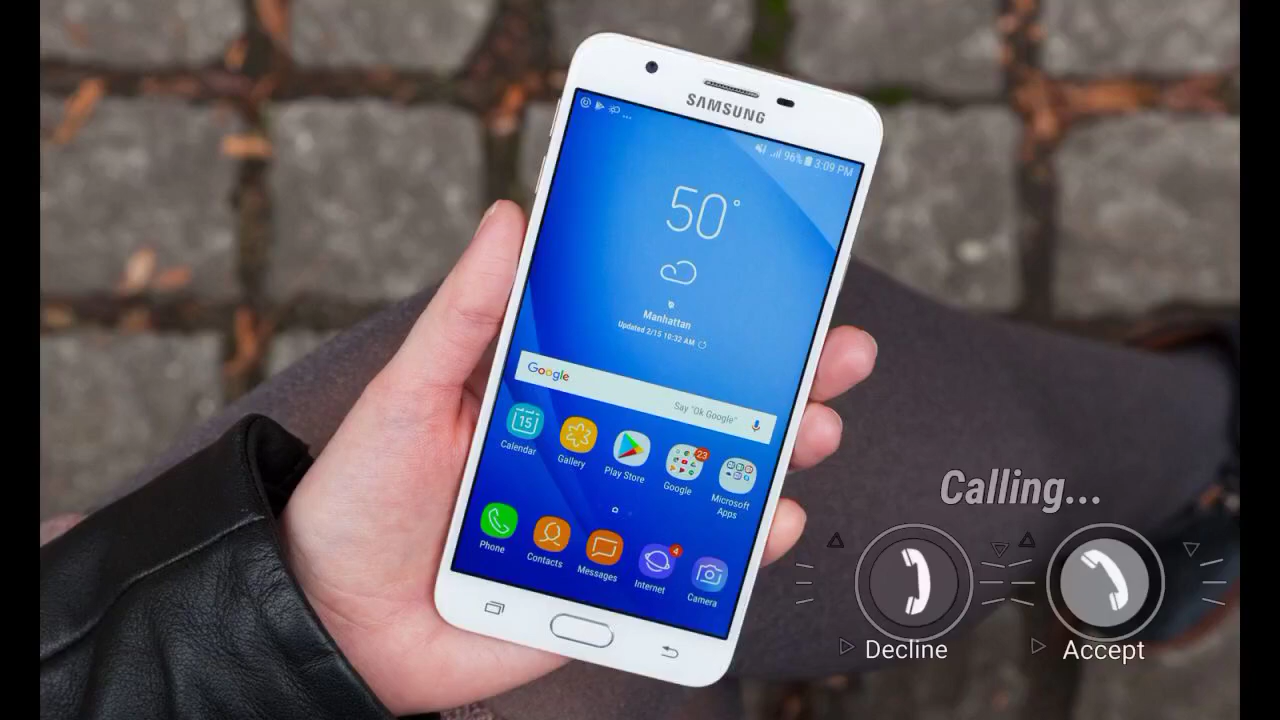 SAMSUNG
96% 3:09 PM
50°
Manhattan
Updated 2/15 10:32 AM
Google
Say "Ok Google"
15
23
Calendar
Gallery
Play Store
Google
Microsoft
Apps
4
Phone
Contacts
Messages
Internet
Camera
Calling...
Decline
Accept